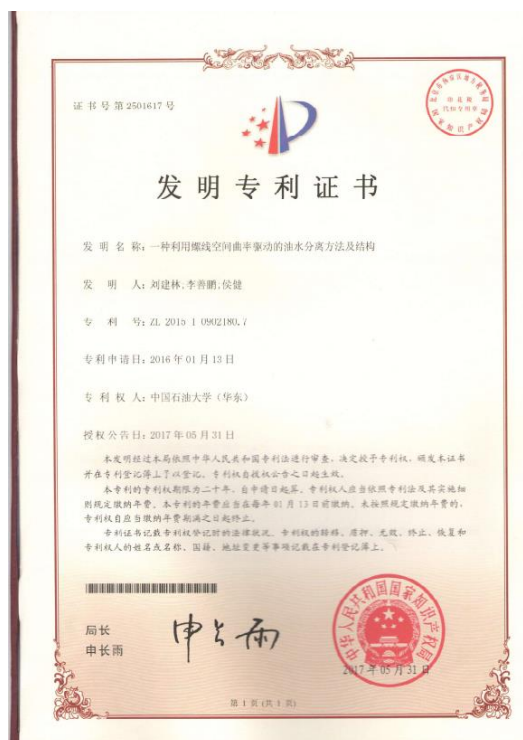 证书号第2501617号
发明专利证书
发 明 名 称：一种利用螺线空间曲率驱动的油水分离方法及结构
发 明 人：刘建林;李善鹏;侯健
专 利 号：ZL 2015 1 0902180.7
专利申请日：2016年01月13日
专 利 权 人：中国石油大学（华东）
授权公告日：2017年05月31日
本发明经过本局依照中华人民共和国专利法进行审查，决定授予专利权，颁发本证书
并在专利登记簿上予以登记。专利权自授权公告之日起生效。
本专利的专利权期限为二十年，自申请日起算。专利权人应当依照专利法及其实施细
则规定缴纳年费。本专利的年费应当在每年01月13日前缴纳。未按照规定缴纳年费的，
专利权自应当缴纳年费期满之日起终止。
专利证书记载专利权登记时的法律状况。专利权的转移、质押、无效、终止、恢复和
专利权人的姓名或名称、国籍、地址变更等事项记载在专利登记簿上。
局长
申长雨
申长雨
中华人民共和国国家知识产权局
2017年05月31日
第 1 页 (共 1 页)